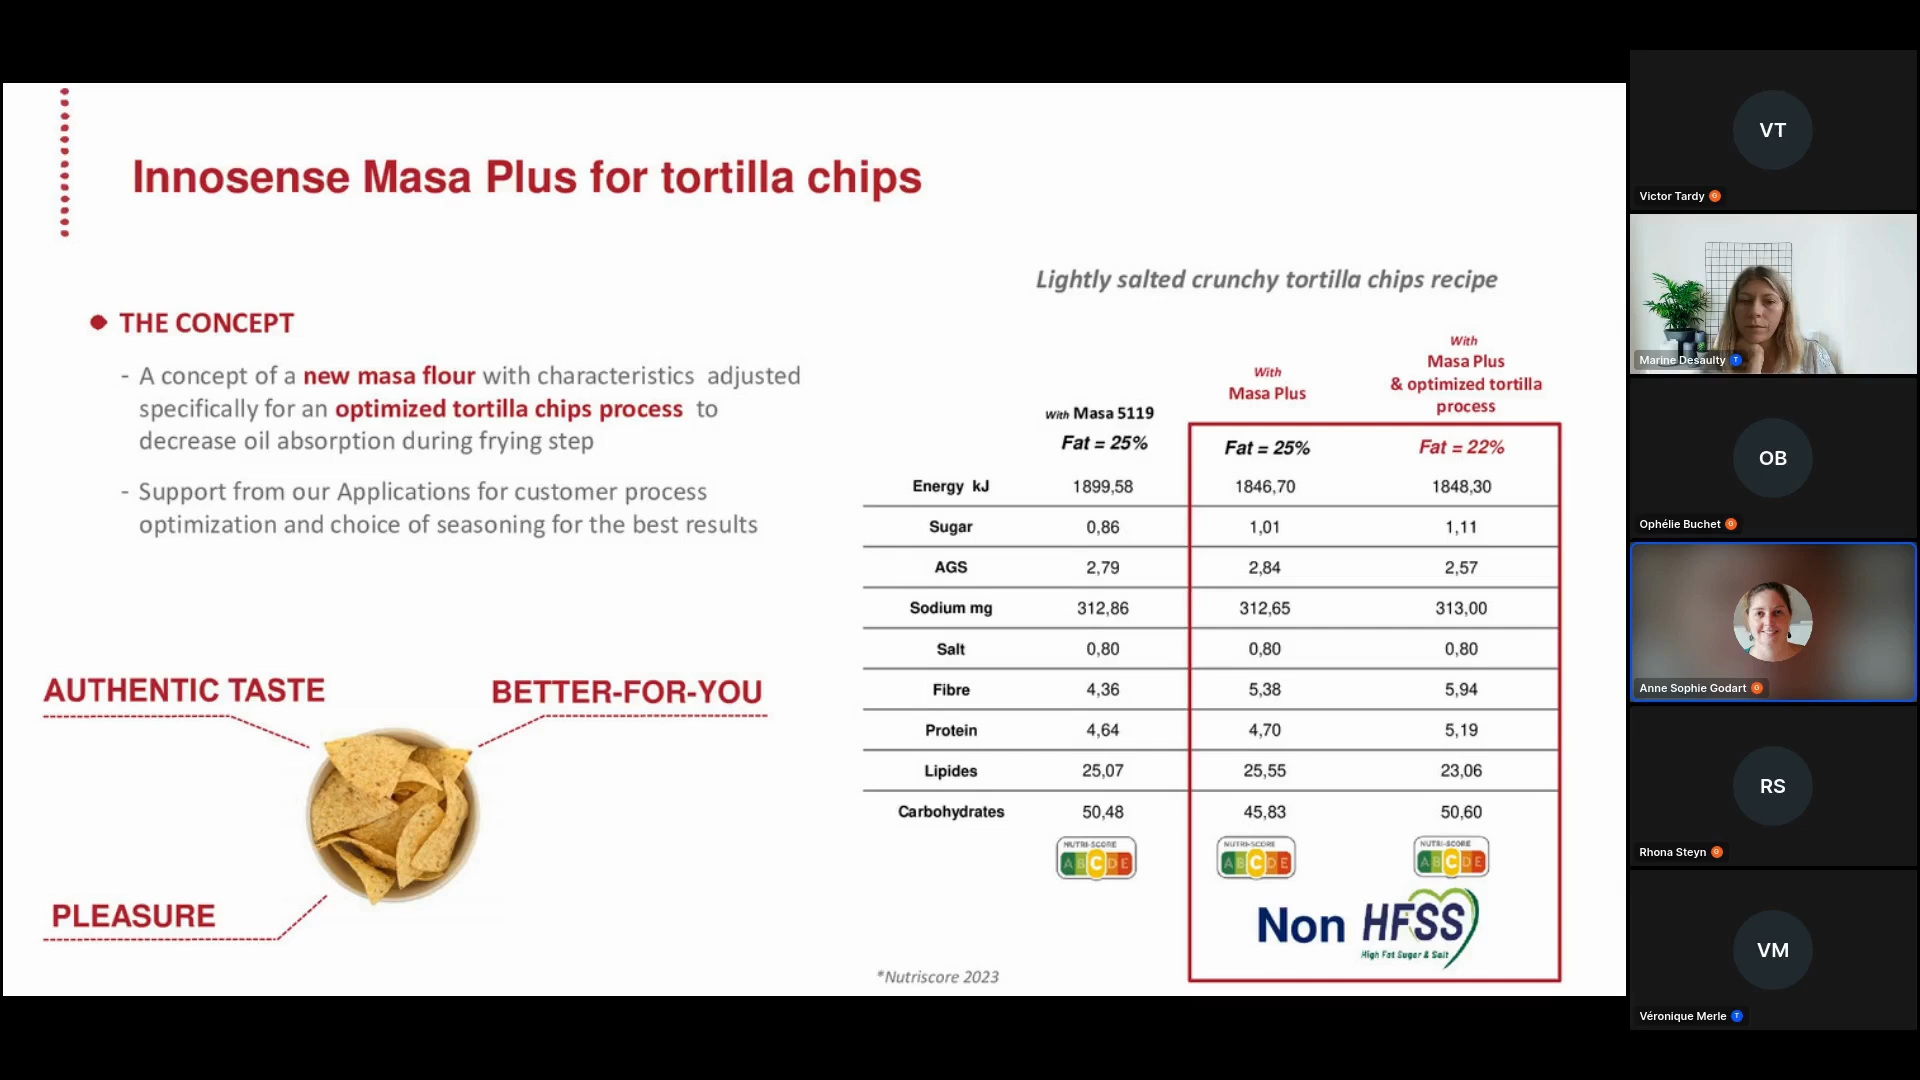 Innosense Masa Plus for tortilla chips
THE CONCEPT
- A concept of a new masa flour with characteristics adjusted
specifically for an optimized tortilla chips process to
decrease oil absorption during frying step
- Support from our Applications for customer process
optimization and choice of seasoning for the best results
AUTHENTIC TASTE
BETTER-FOR-YOU
PLEASURE
Lightly salted crunchy tortilla chips recipe
With Masa 5119
With
Masa Plus
With
Masa Plus
& optimized tortilla
process
Fat = 25% Fat = 25% Fat = 22%
Energy kJ 1899,58 1846,70 1848,30
Sugar 0,86 1,01 1,11
AGS 2,79 2,84 2,57
Sodium mg 312,86 312,65 313,00
Salt 0,80 0,80 0,80
Fibre 4,36 5,38 5,94
Protein 4,64 4,70 5,19
Lipides 25,07 25,55 23,06
Carbohydrates 50,48 45,83 50,60
NUTRI-SCORE NUTRI-SCORE NUTRI-SCORE
A B C D E A B C D E A B C D E
Non HFSS
High Fat Sugar & Salt
*Nutriscore 2023
VT
Victor Tardy G
Marine Desaulty T
OB
Ophélie Buchet G
Anne Sophie Godart G
RS
Rhona Steyn G
VM
Véronique Merle T